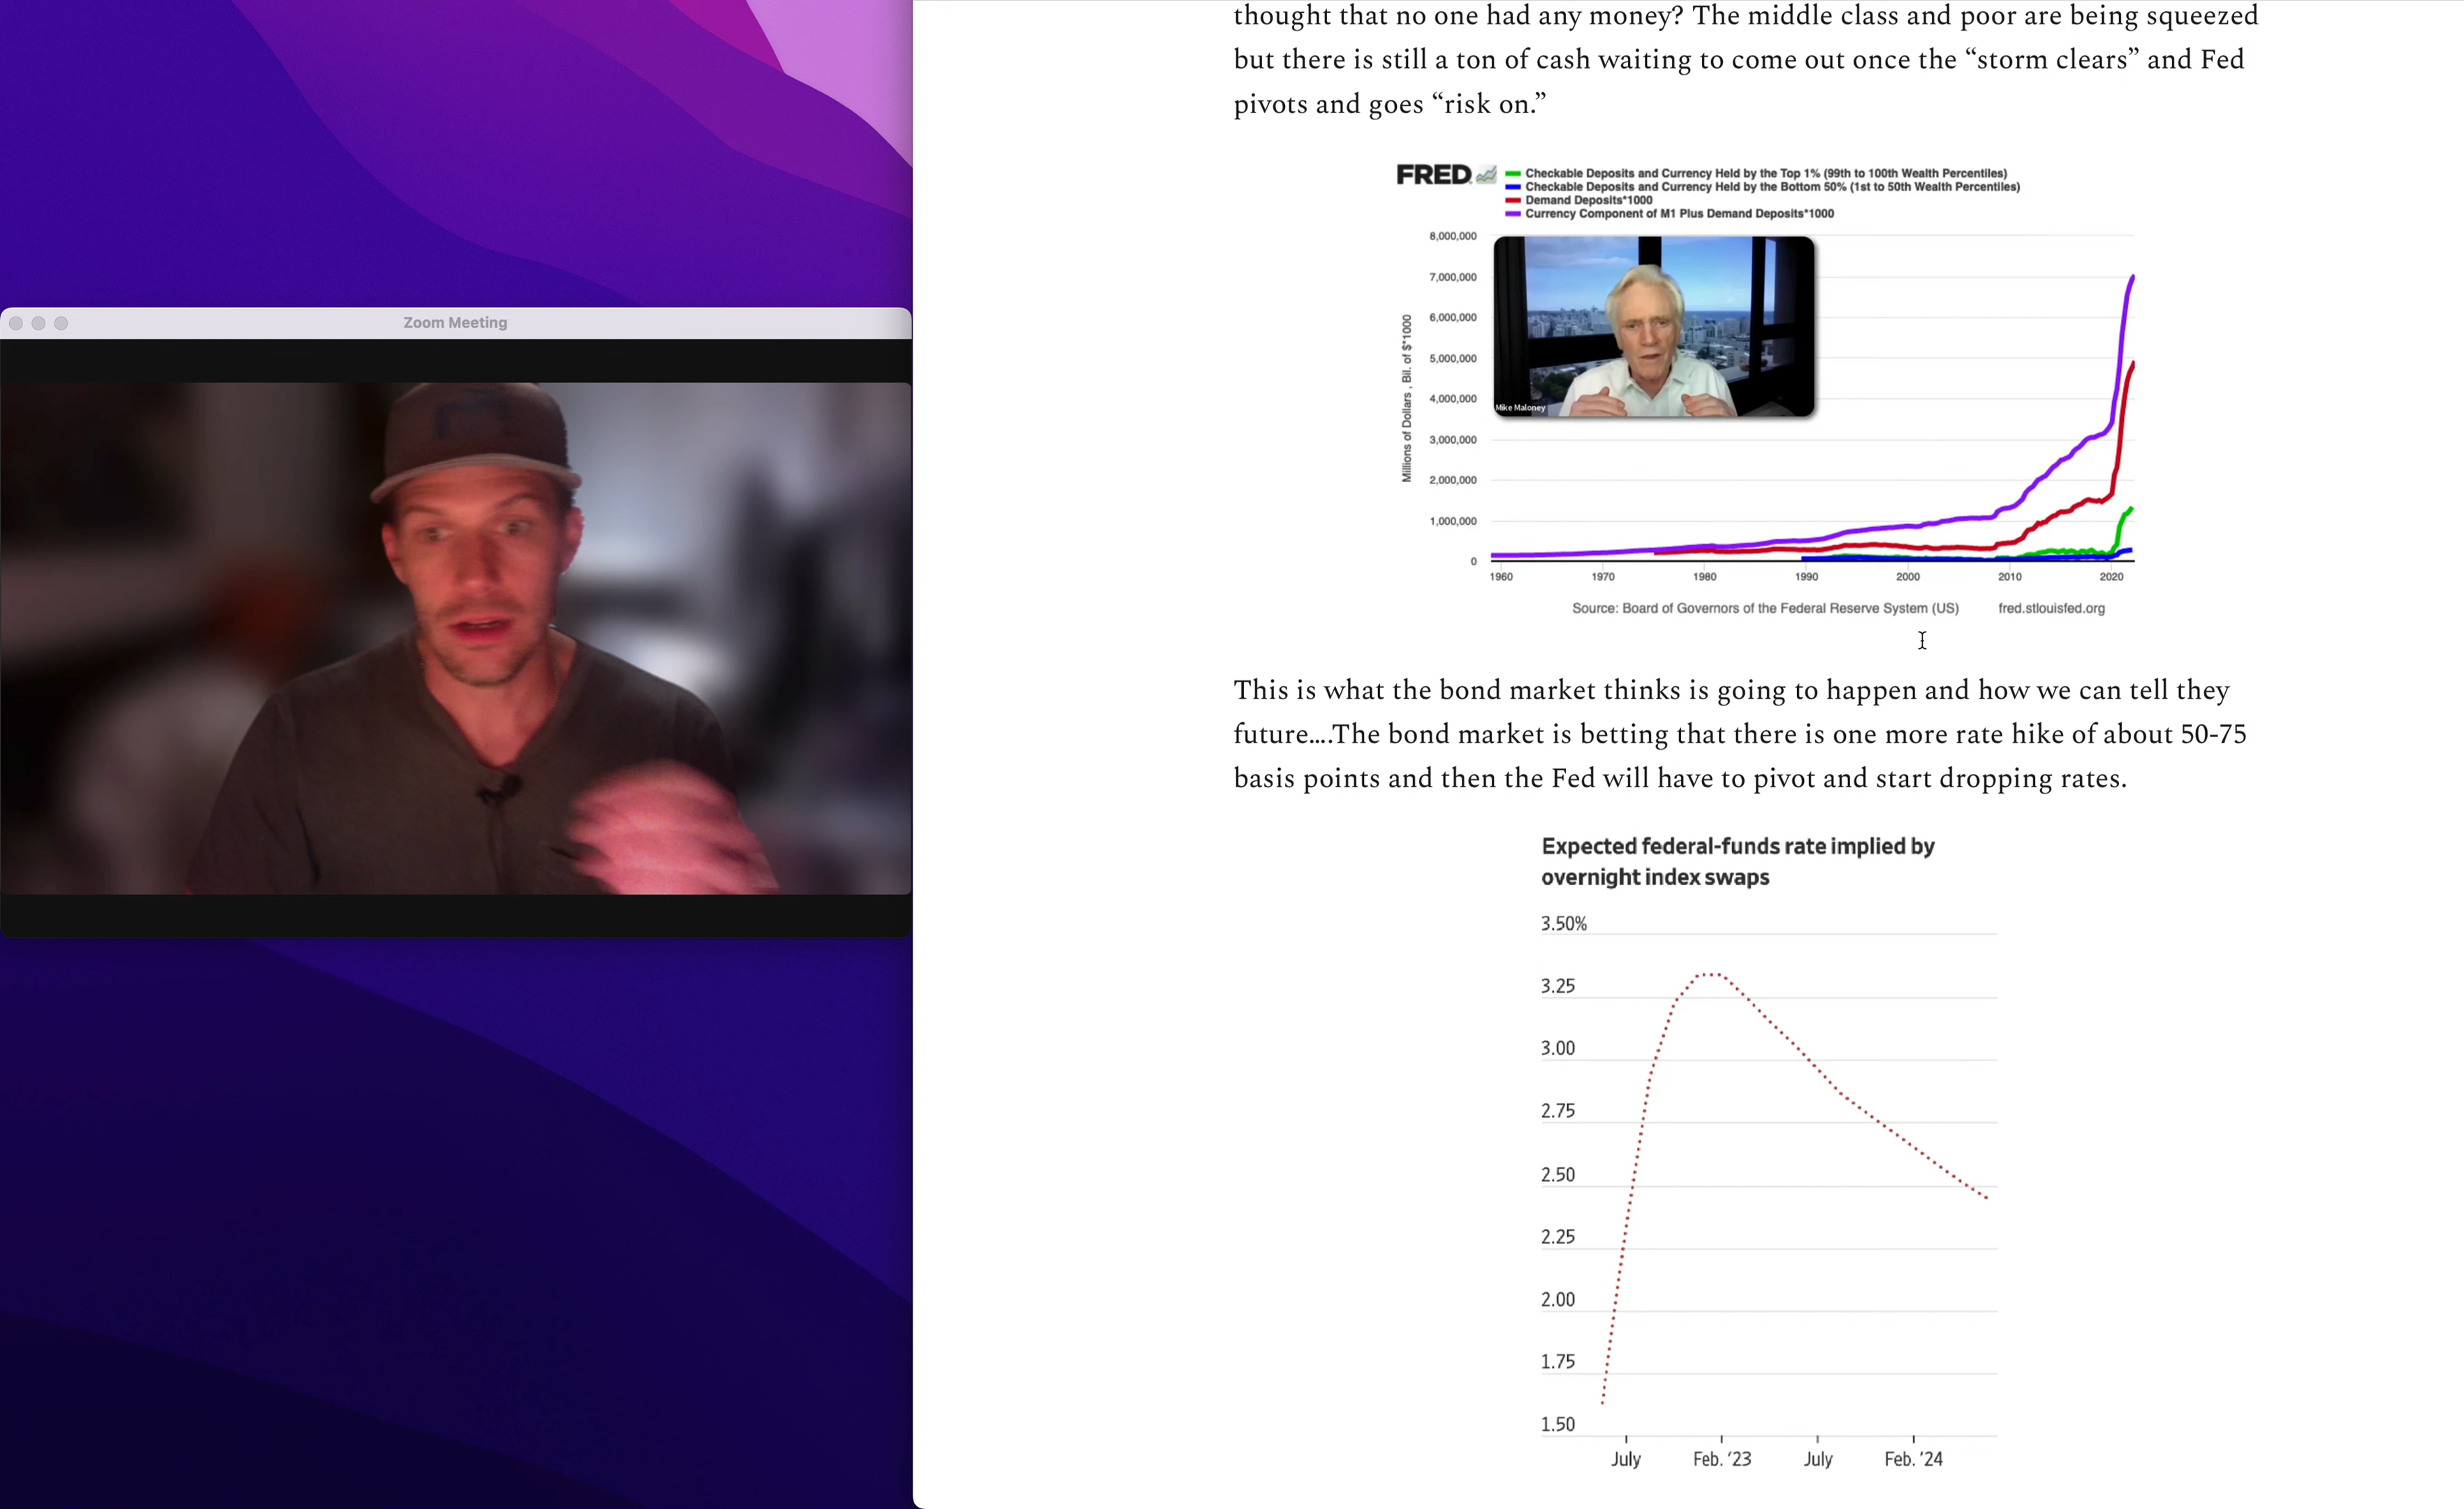 thought that no one had any money? The middle class and poor are being squeezed
but there is still a ton of cash waiting to come out once the “storm clears” and Fed
pivots and goes “risk on.”
Zoom Meeting
FRED
Checkable Deposits and Currency Held by the Top 1% (99th to 100th Wealth Percentiles)
Checkable Deposits and Currency Held by the Bottom 50% (1st to 50th Wealth Percentiles)
Demand Deposits*1000
Currency Component of M1 Plus Demand Deposits*1000
Millions of Dollars , Bil. of $*1000
8,000,000
7,000,000
6,000,000
5,000,000
4,000,000
3,000,000
2,000,000
1,000,000
0
Mike Maloney
1960 1970 1980 1990 2000 2010 2020
Source: Board of Governors of the Federal Reserve System (US) fred.stlouisfed.org
This is what the bond market thinks is going to happen and how we can tell they
future....The bond market is betting that there is one more rate hike of about 50-75
basis points and then the Fed will have to pivot and start dropping rates.
Expected federal-funds rate implied by
overnight index swaps
3.50%
3.25
3.00
2.75
2.50
2.25
2.00
1.75
1.50
July Feb. ’23 July Feb. ’24